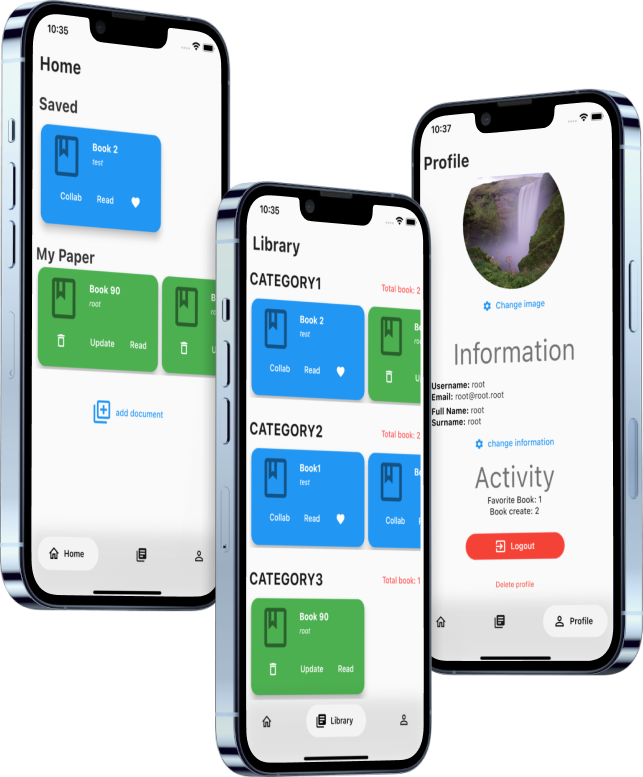 10:35
Home
Saved
Book 2
test
Collab Read
My Paper
Book 90
root
Update Read
add document
Home
10:35
Library
CATEGORY1
Total book: 2
Book 2
test
Collab Read
CATEGORY2
Total book: 2
Book1
test
Collab Read
Collab
CATEGORY3
Total book: 1
Book 90
root
Update Read
Library
10:37
Profile
Change image
Information
Username: root
Email: root@root.root
Full Name: root
Surname: root
change information
Activity
Favorite Book: 1
Book create: 2
Logout
Delete profile
Profile